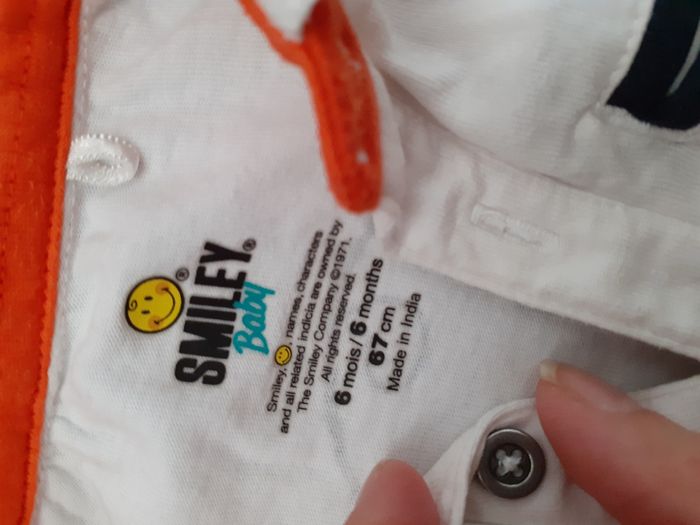 SMILEY®
Baby
Smiley, names, characters
and all related indicia are owned by
The Smiley Company ©1971.
All rights reserved.
6 mois / 6 months
67 cm
Made in India